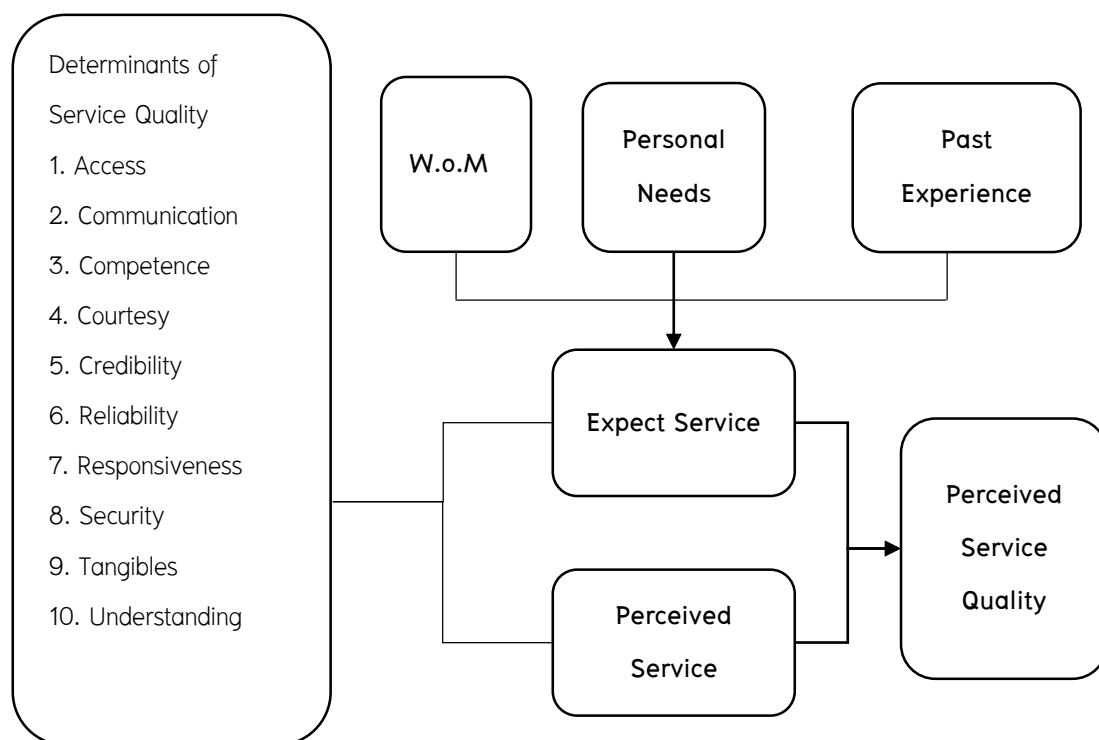 Determinants of
Service Quality
1. Access
2. Communication
3. Competence
4. Courtesy
5. Credibility
6. Reliability
7. Responsiveness
8. Security
9. Tangibles
10. Understanding
W.o.M
Personal
Needs
Past
Experience
Expect Service
Perceived
Service
Perceived
Service
Quality